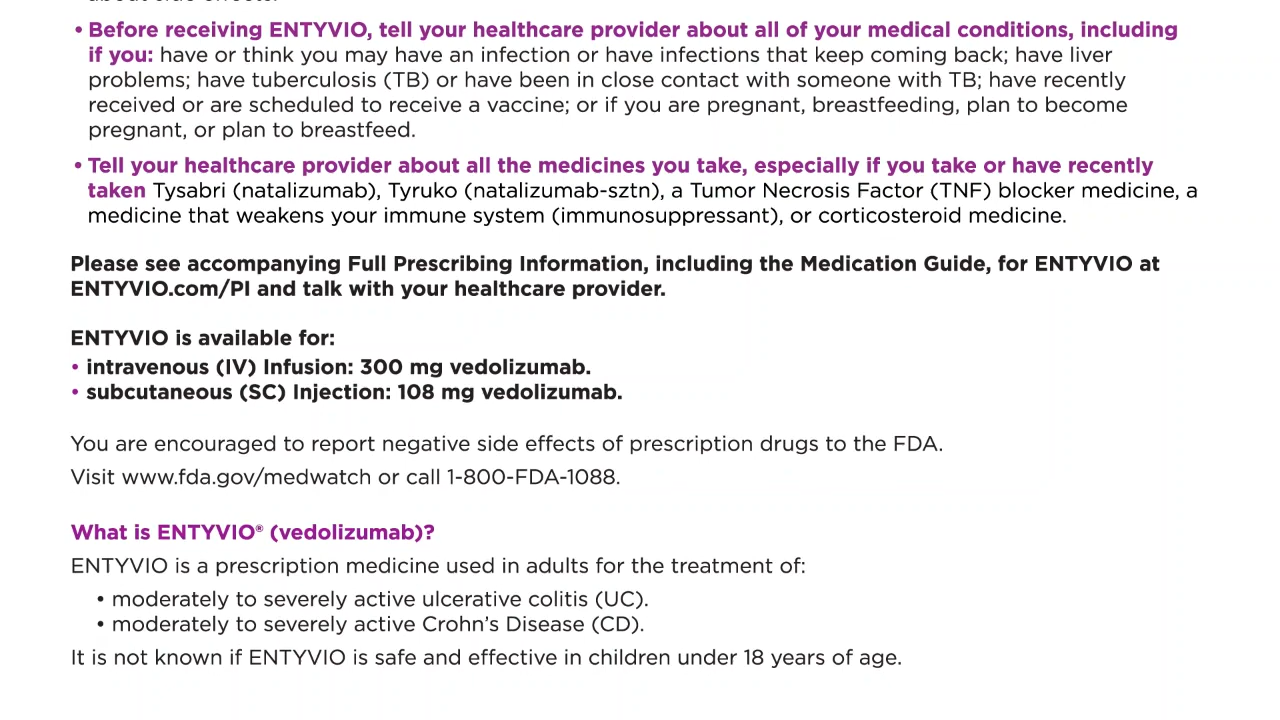 about side effects.
• Before receiving ENTYVIO, tell your healthcare provider about all of your medical conditions, including
if you: have or think you may have an infection or have infections that keep coming back; have liver
problems; have tuberculosis (TB) or have been in close contact with someone with TB; have recently
received or are scheduled to receive a vaccine; or if you are pregnant, breastfeeding, plan to become
pregnant, or plan to breastfeed.
• Tell your healthcare provider about all the medicines you take, especially if you take or have recently
taken Tysabri (natalizumab), Tyruko (natalizumab-sztn), a Tumor Necrosis Factor (TNF) blocker medicine, a
medicine that weakens your immune system (immunosuppressant), or corticosteroid medicine.
Please see accompanying Full Prescribing Information, including the Medication Guide, for ENTYVIO at
ENTYVIO.com/PI and talk with your healthcare provider.
ENTYVIO is available for:
• intravenous (IV) Infusion: 300 mg vedolizumab.
• subcutaneous (SC) Injection: 108 mg vedolizumab.
You are encouraged to report negative side effects of prescription drugs to the FDA.
Visit www.fda.gov/medwatch or call 1-800-FDA-1088.
What is ENTYVIO® (vedolizumab)?
ENTYVIO is a prescription medicine used in adults for the treatment of:
• moderately to severely active ulcerative colitis (UC).
• moderately to severely active Crohn’s Disease (CD).
It is not known if ENTYVIO is safe and effective in children under 18 years of age.